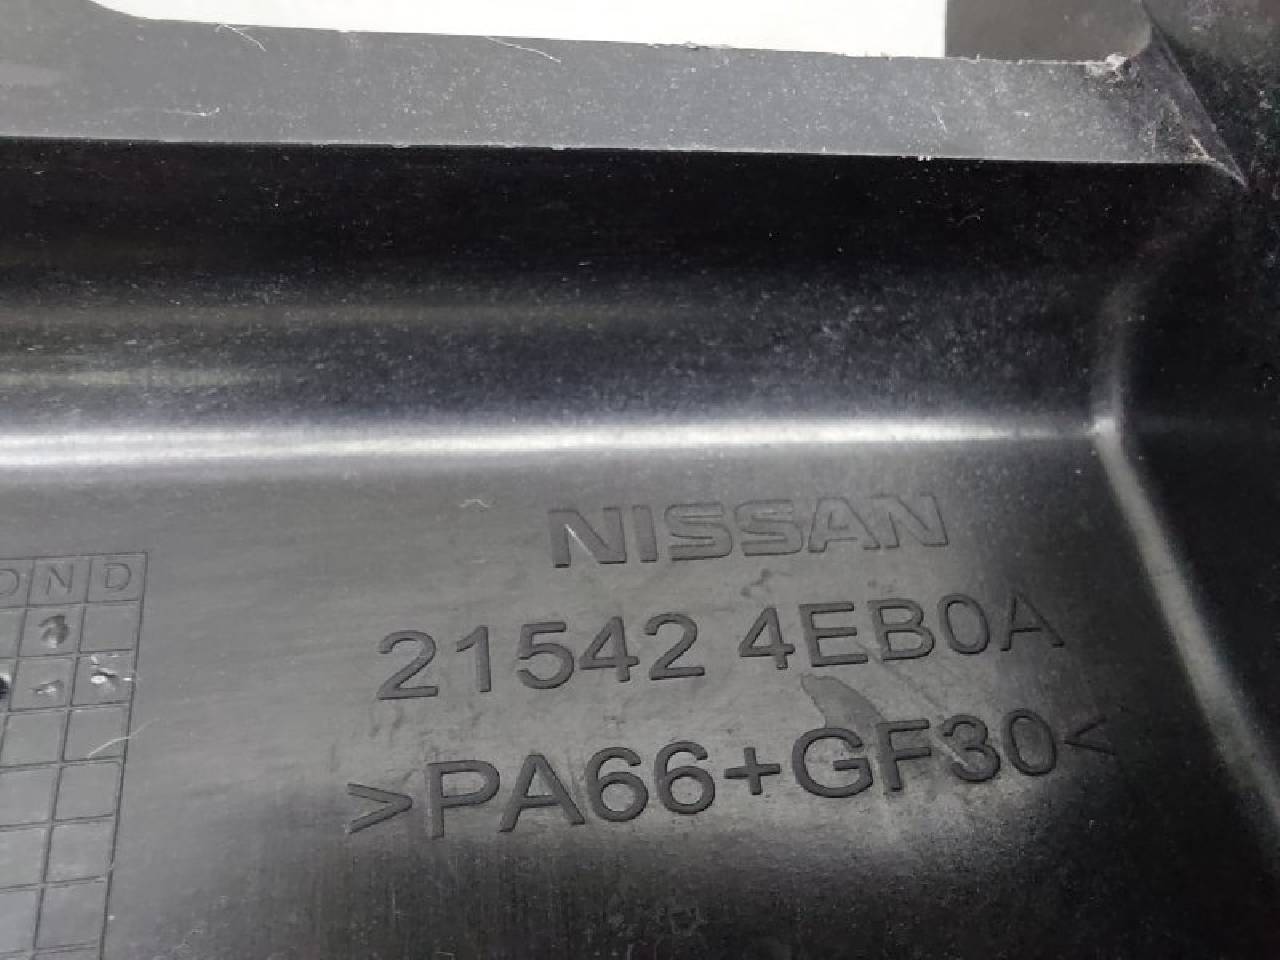 NISSAN
21542 4EB0A
>PA66+GF30<
O N D